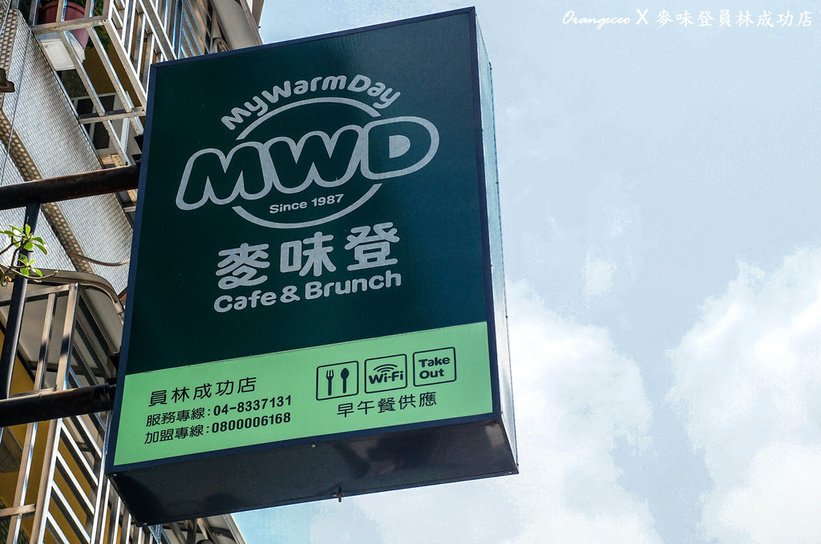 Orangecco X 麥味登員林成功店
MyWarmDay
MWD
Since 1987
麥味登
Cafe & Brunch
員林成功店
服務專線:04-8337131
加盟專線:0800006168
Wi-Fi
Take
Out
早午餐供應